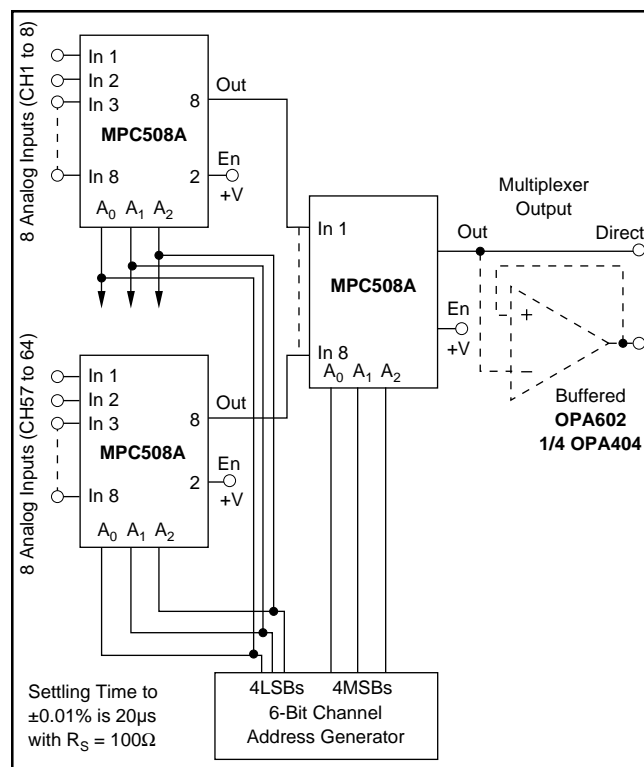 8 Analog Inputs (CH1 to 8)
In 1
In 2
In 3
In 8
8
MPC508A
2
A0 A1 A2
Out
En
+V
8 Analog Inputs (CH57 to 64)
In 1
In 2
In 3
In 8
8
MPC508A
2
A0 A1 A2
Out
En
+V
In 1
MPC508A
In 8
A0 A1 A2
Out
En
+V
Multiplexer
Output
Direct
+
–
Buffered
OPA602
1/4 OPA404
4LSBs 4MSBs
6-Bit Channel
Address Generator
Settling Time to
±0.01% is 20µs
with RS = 100Ω